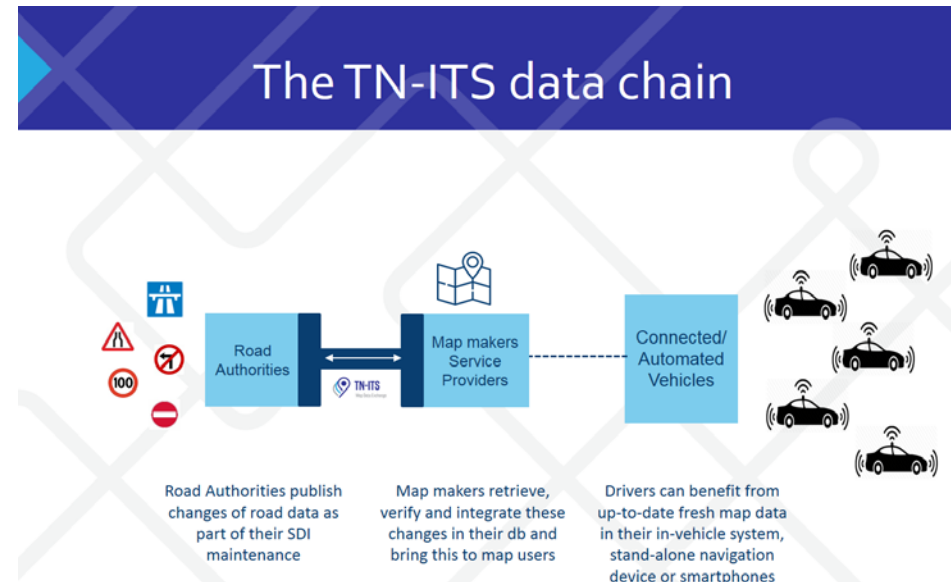 The TN-ITS data chain
100
Road
Authorities
TN-ITS
Map makers
Service
Providers
Connected/
Automated
Vehicles
Road Authorities publish
changes of road data as
part of their SDI
maintenance
Map makers retrieve,
verify and integrate these
changes in their db and
bring this to map users
Drivers can benefit from
up-to-date fresh map data
in their in-vehicle system,
stand-alone navigation
device or smartphones